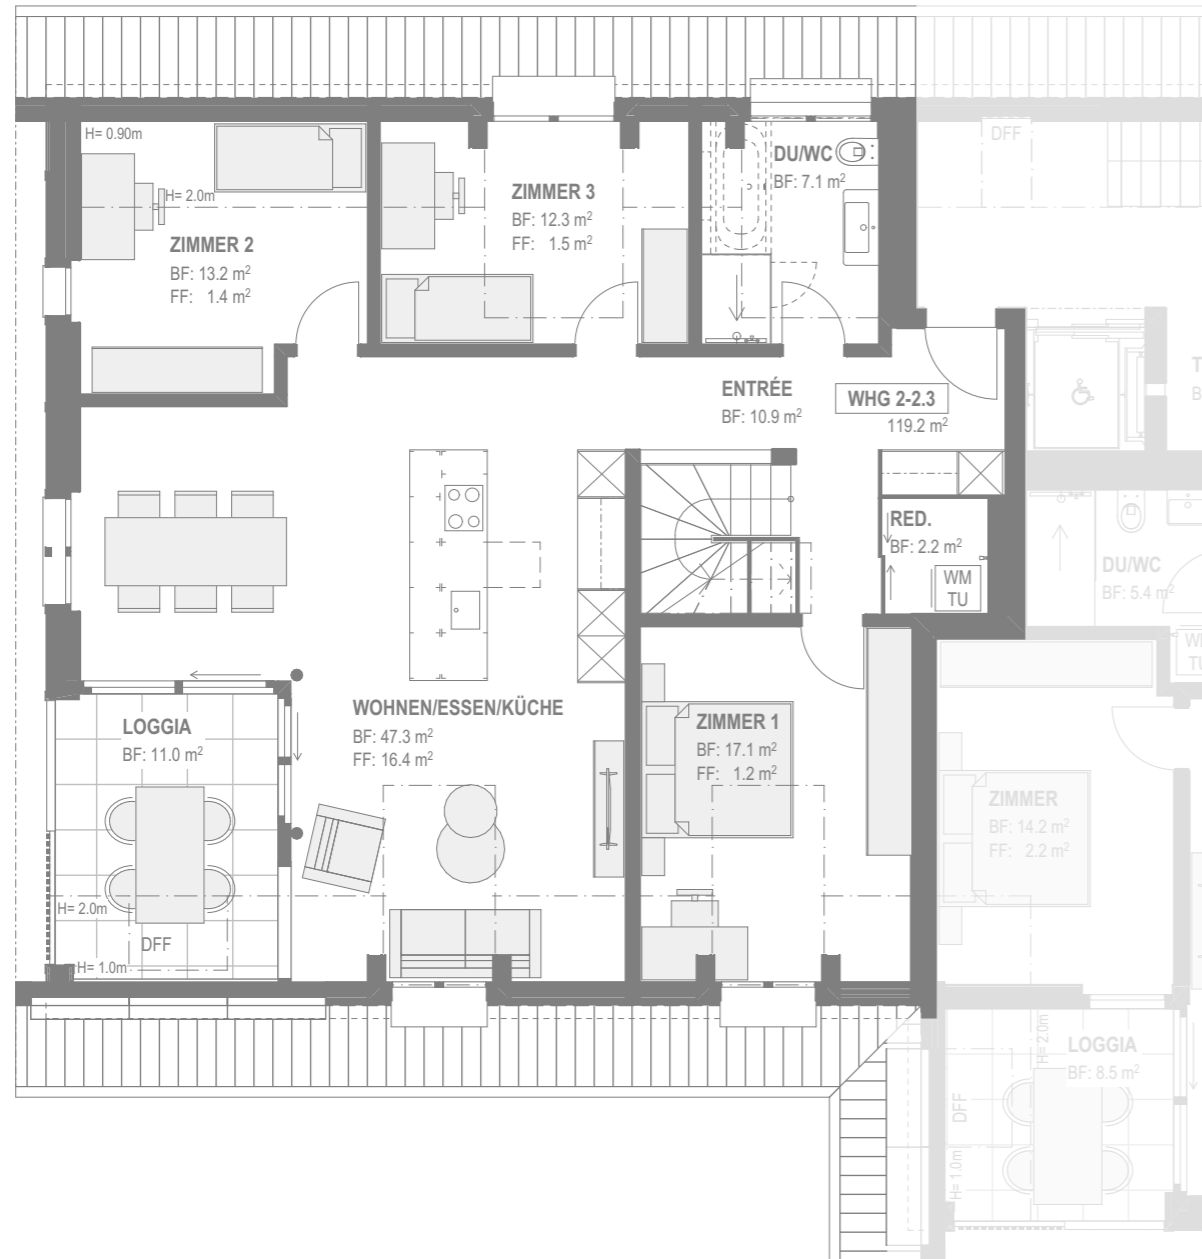 DFF
H= 0.90m
H= 2.0m
ZIMMER 2
BF: 13.2 m²
FF: 1.4 m²
ZIMMER 3
BF: 12.3 m²
FF: 1.5 m²
DU/WC
BF: 7.1 m²
ENTRÉE
BF: 10.9 m²
WHG 2-2.3
119.2 m²
RED.
BF: 2.2 m²
WM
TU
DU/WC
BF: 5.4 m²
LOGGIA
BF: 11.0 m²
WOHNEN/ESSEN/KÜCHE
BF: 47.3 m²
FF: 16.4 m²
ZIMMER 1
BF: 17.1 m²
FF: 1.2 m²
ZIMMER
BF: 14.2 m²
FF: 2.2 m²
H= 2.0m
DFF
H= 1.0m
LOGGIA
BF: 8.5 m²
H= 2.0m
DFF
H= 1.0m